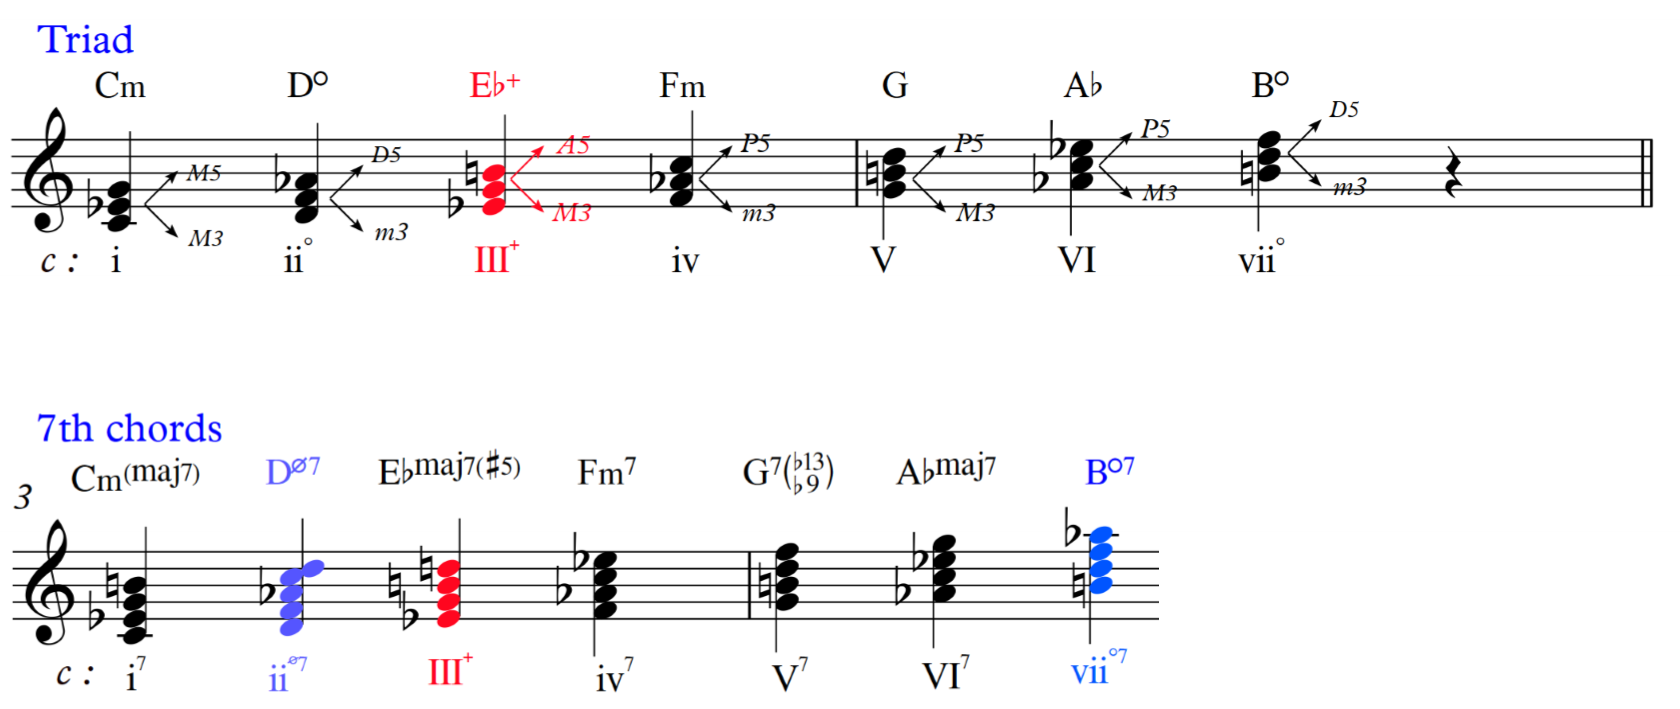 Triad
Cm D° E♭+ Fm G A♭ B°
M5 D5 A5 P5 P5 P5 D5
M3 m3 M3 m3 M3 M3 m3
c : i ii° III+ iv V VI vii°
7th chords
Cm(maj7) Dø7 E♭maj7(♯5) Fm7 G7(♭13 ♭9) A♭maj7 B°7
3
c : i7 iiø7 III+ iv7 V7 VI7 vii°7